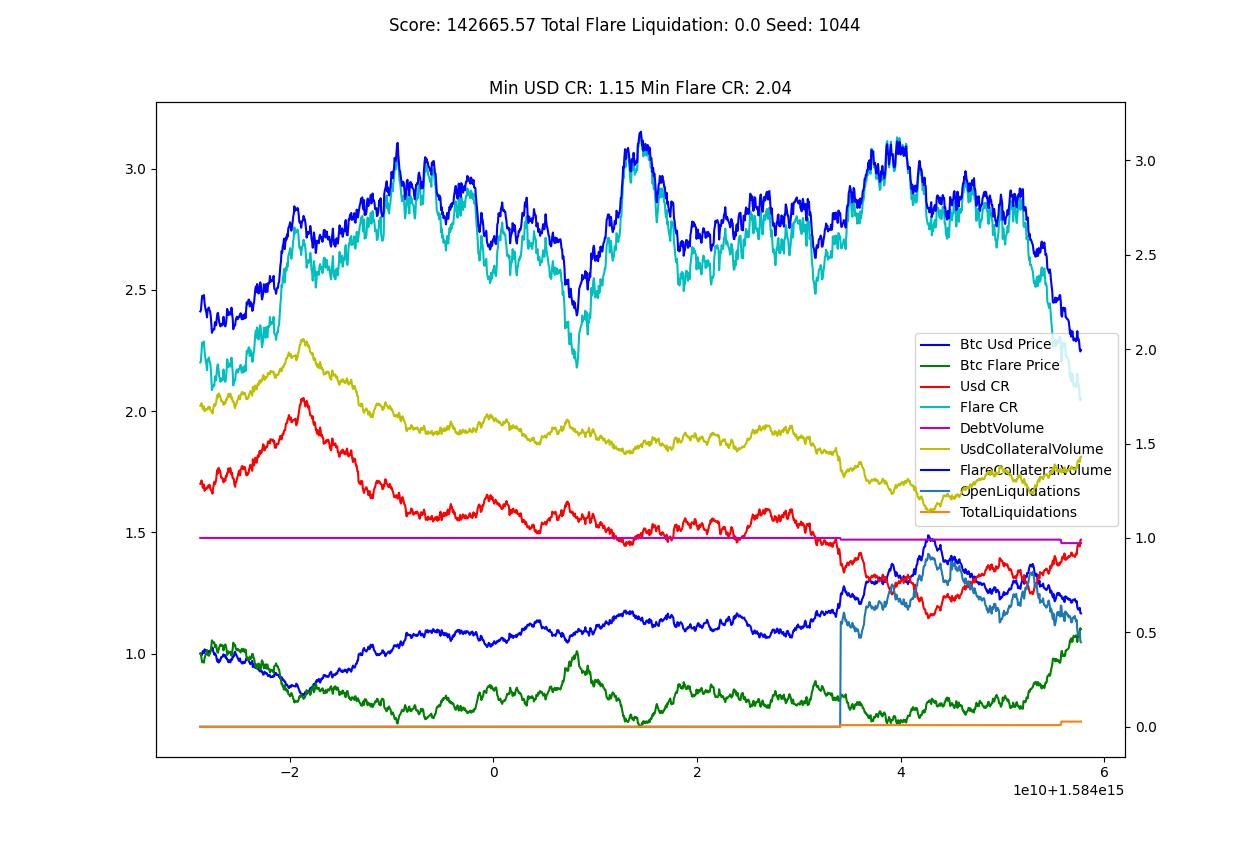 Score: 142665.57 Total Flare Liquidation: 0.0 Seed: 1044
Min USD CR: 1.15 Min Flare CR: 2.04
3.0
2.5
2.0
1.5
1.0
3.0
2.5
2.0
1.5
1.0
0.5
0.0
Btc Usd Price
Btc Flare Price
Usd CR
Flare CR
DebtVolume
UsdCollateralVolume
FlareCollateralVolume
OpenLiquidations
TotalLiquidations
−2 0 2 4 6
1e10+1.584e15